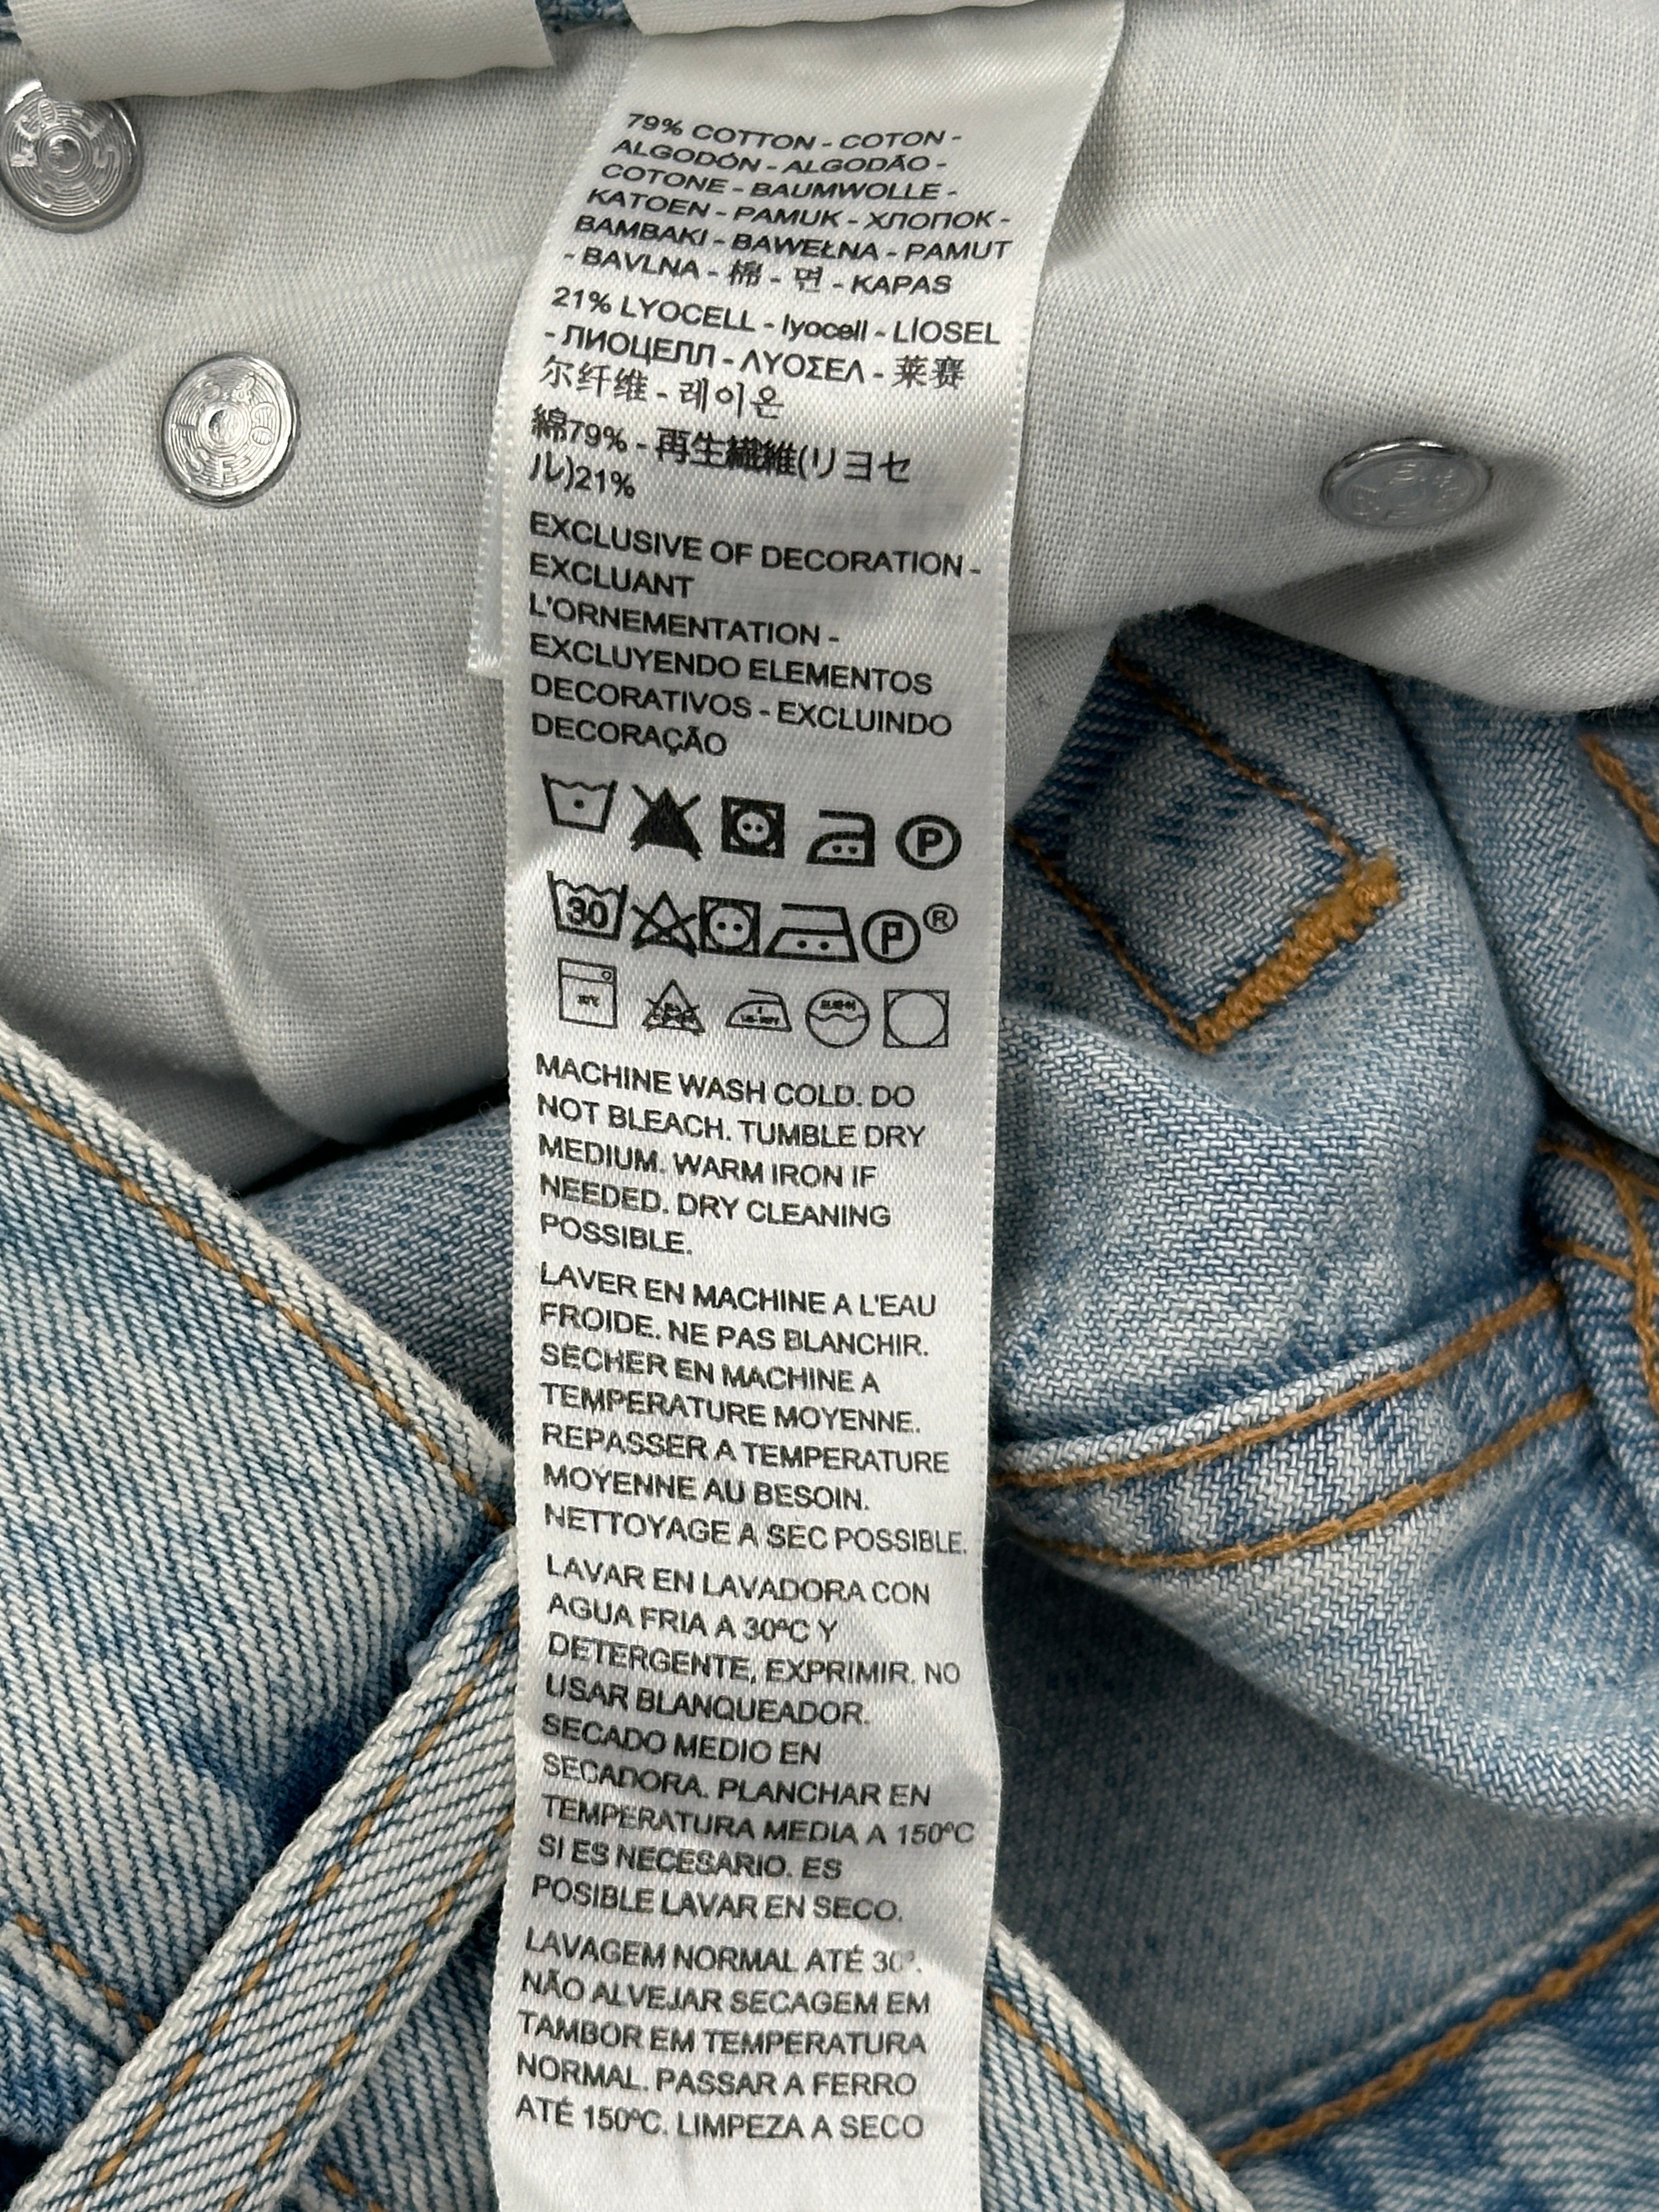 79% COTTON - COTON -
ALGODÓN - ALGODÃO -
COTONE - BAUMWOLLE -
KATOEN - PAMUK - ХЛОПОК -
BAMBAKI - BAWEŁNA - PAMUT
- BAVLNA - 棉 - 면 - KAPAS
21% LYOCELL - lyocell - LİOSEL
- ЛИОЦЕЛЛ - ΛΥΟΣΕΛ - 莱赛
尔纤维 - 레이온
綿79% - 再生繊維(リヨセ
ル)21%
EXCLUSIVE OF DECORATION -
EXCLUANT
L'ORNEMENTATION -
EXCLUYENDO ELEMENTOS
DECORATIVOS - EXCLUINDO
DECORAÇÃO
P
30 P ®
MACHINE WASH COLD. DO
NOT BLEACH. TUMBLE DRY
MEDIUM. WARM IRON IF
NEEDED. DRY CLEANING
POSSIBLE.
LAVER EN MACHINE A L'EAU
FROIDE. NE PAS BLANCHIR.
SECHER EN MACHINE A
TEMPERATURE MOYENNE.
REPASSER A TEMPERATURE
MOYENNE AU BESOIN.
NETTOYAGE A SEC POSSIBLE.
LAVAR EN LAVADORA CON
AGUA FRIA A 30ºC Y
DETERGENTE, EXPRIMIR. NO
USAR BLANQUEADOR.
SECADO MEDIO EN
SECADORA. PLANCHAR EN
TEMPERATURA MEDIA A 150ºC
SI ES NECESARIO. ES
POSIBLE LAVAR EN SECO.
LAVAGEM NORMAL ATÉ 30º.
NÃO ALVEJAR SECAGEM EM
TAMBOR EM TEMPERATURA
NORMAL. PASSAR A FERRO
ATÉ 150ºC. LIMPEZA A SECO